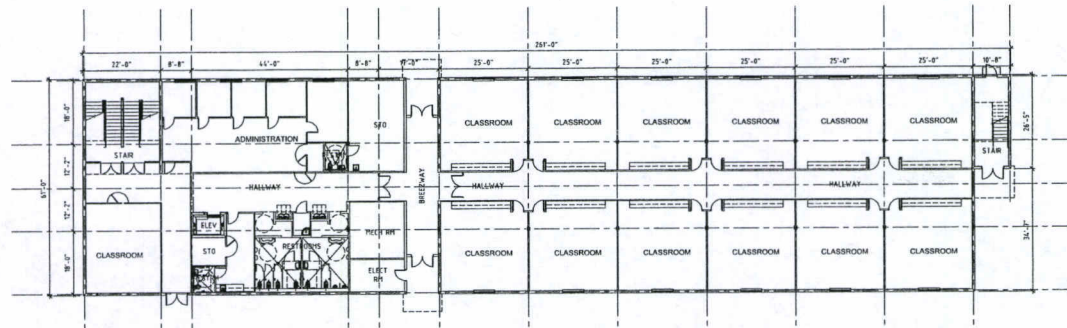 261'-0"
22'-0" 8'-8" 44'-0" 8'-8" 17'-0" 25'-0" 25'-0" 25'-0" 25'-0" 25'-0" 25'-0" 10'-8"
61'-0"
18'-0"
12'-2"
12'-2"
18'-0"
26'-5"
34'-0"
STAIR
ADMINISTRATION
STO
BREEZWAY
CLASSROOM CLASSROOM CLASSROOM CLASSROOM CLASSROOM CLASSROOM
STAIR
HALLWAY
HALLWAY
HALLWAY
ELEV
STO
RESTROOMS
MECH RM
ELECT
RM
CLASSROOM
CLASSROOM CLASSROOM CLASSROOM CLASSROOM CLASSROOM CLASSROOM